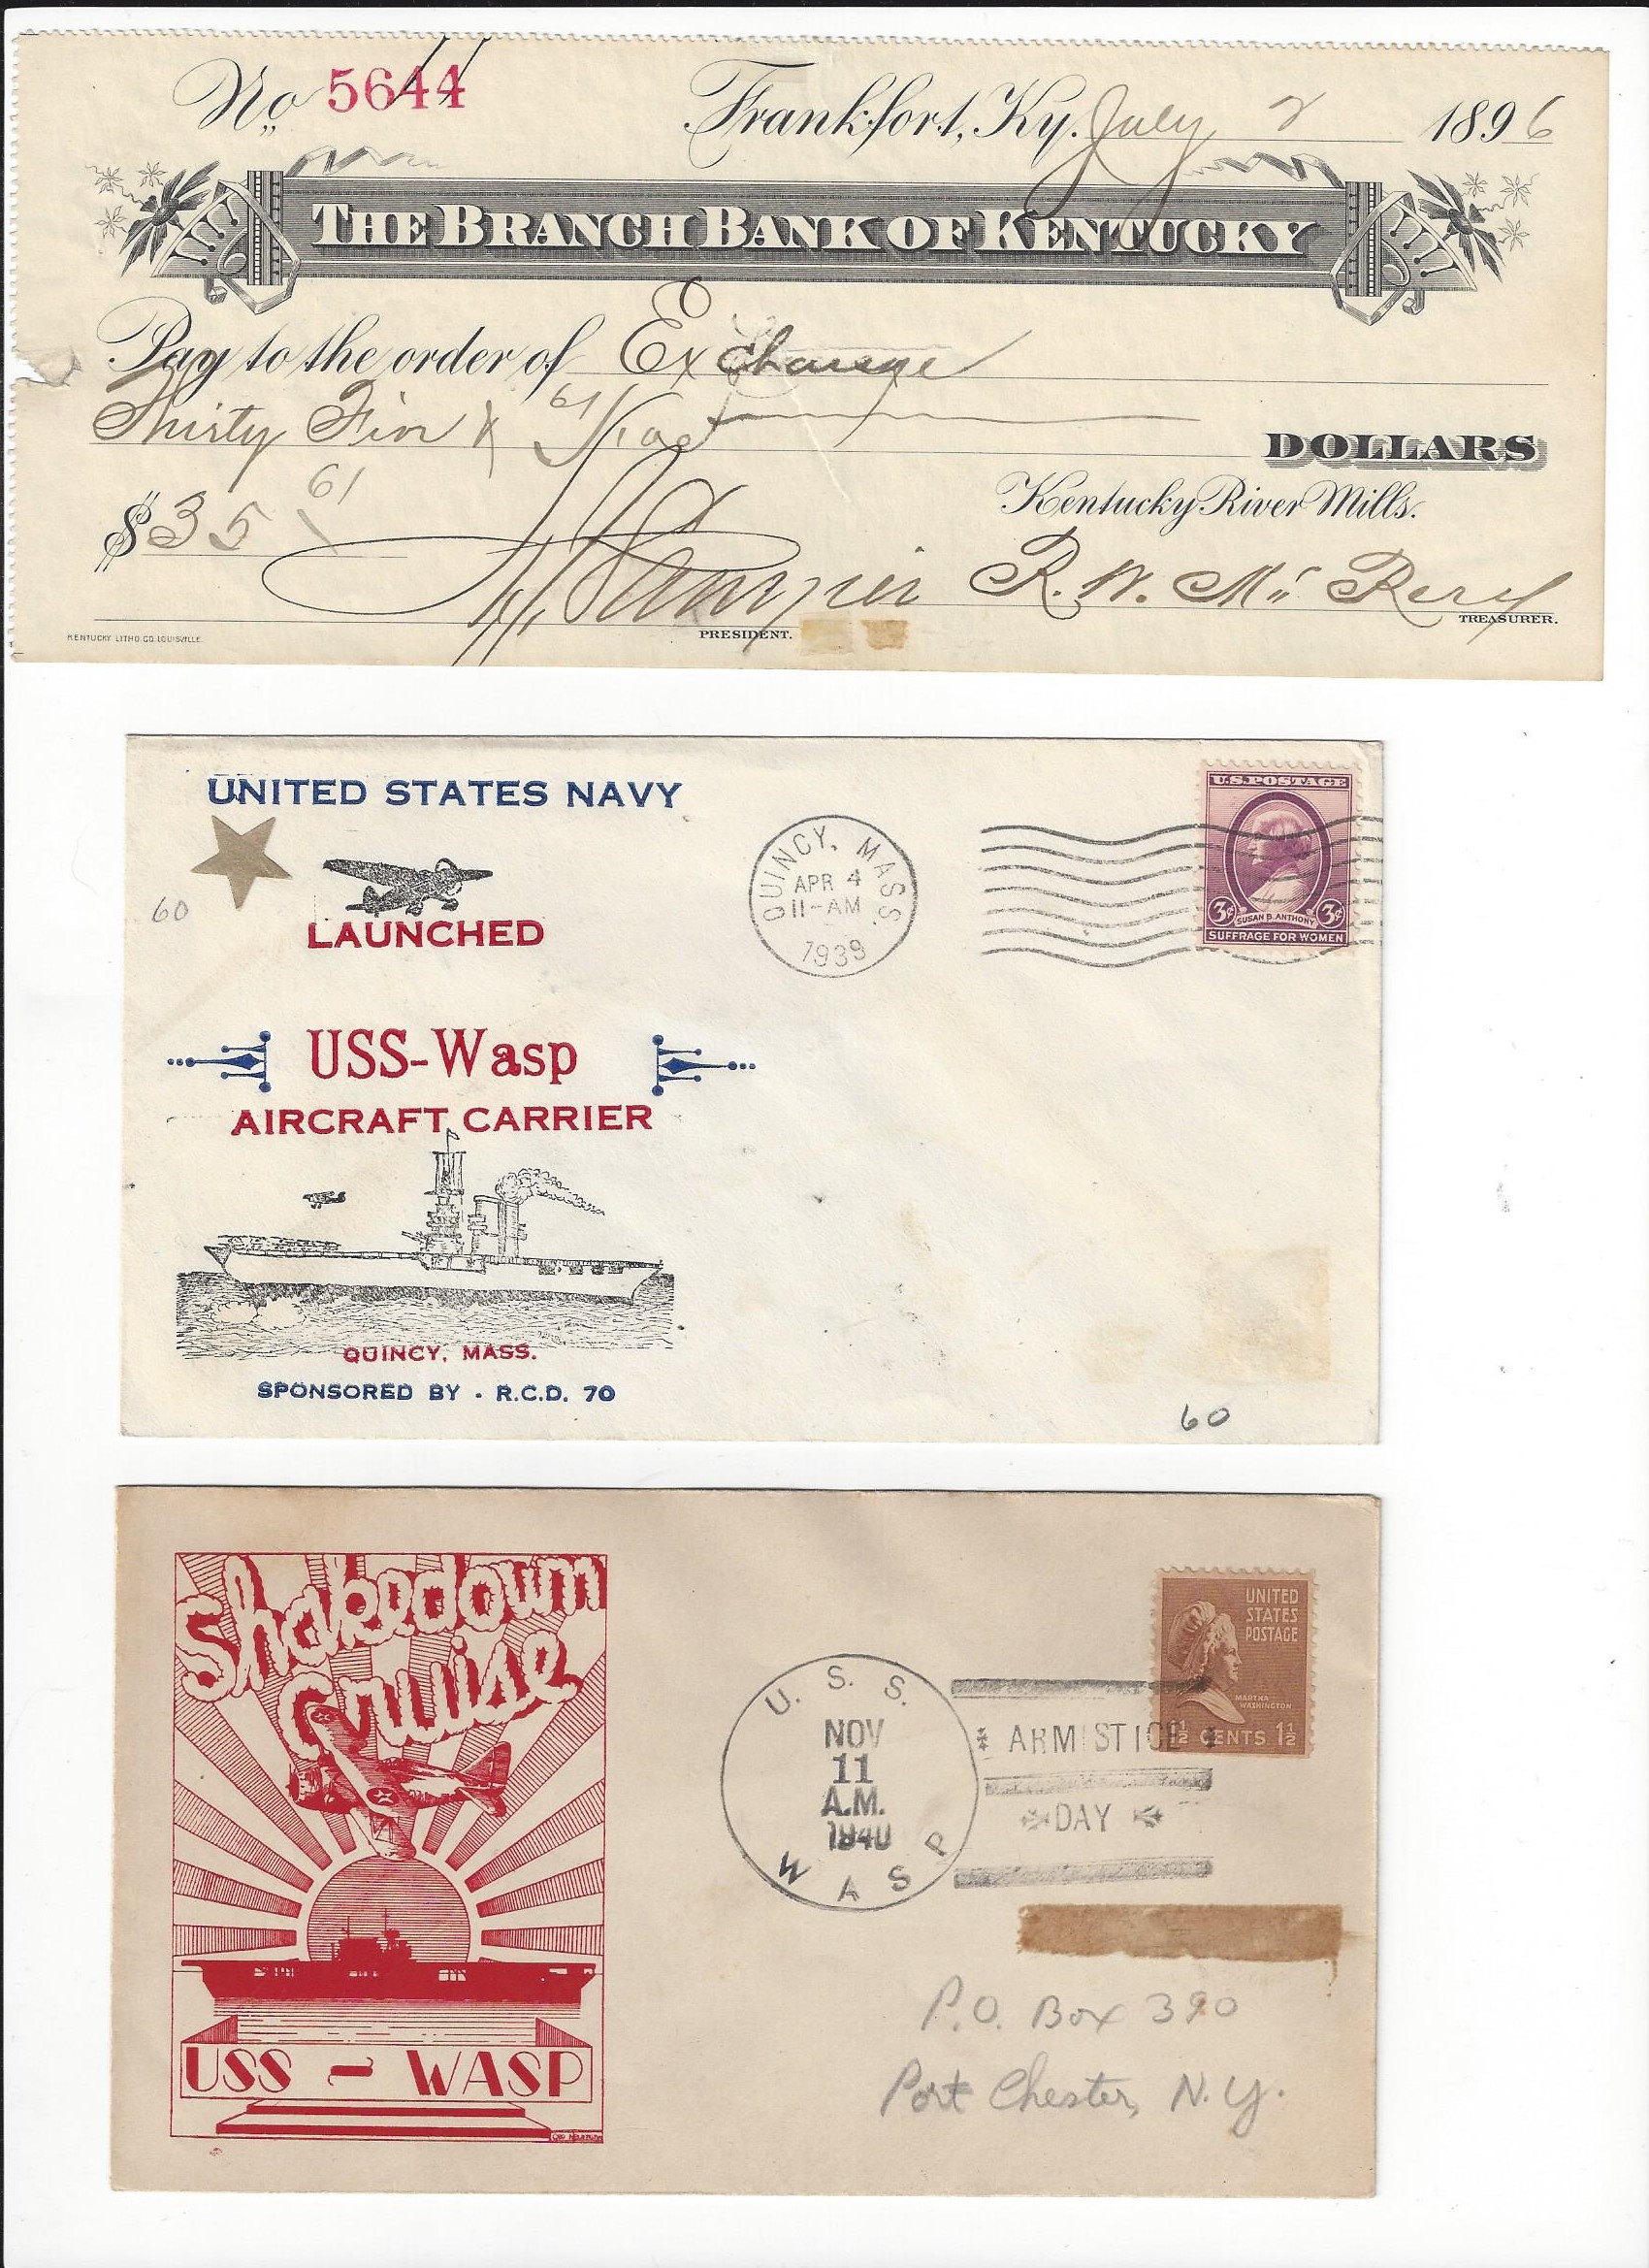 No 5644
Frankfort, Ky. July 2 1896
THE BRANCH BANK OF KENTUCKY
Pay to the order of Exchange
Thirty Five & 61/100
DOLLARS
$35 61
Kentucky River Mills.
R. W. Mc Rery
PRESIDENT.
TREASURER.
KENTUCKY LITHO.CO.LOUISVILLE.
UNITED STATES NAVY
60
LAUNCHED
QUINCY, MASS.
APR 4
11-AM
1939
U.S. POSTAGE
3¢ SUSAN B. ANTHONY 3¢
SUFFRAGE FOR WOMEN
USS-Wasp
AIRCRAFT CARRIER
QUINCY, MASS.
SPONSORED BY - R.C.D. 70
60
Shakedown
Cruise
USS - WASP
U. S. S.
NOV
11
A.M.
1940
WASP
ARMISTICE
DAY
UNITED
STATES
POSTAGE
MARTHA
WASHINGTON
1½ CENTS 1½
P.O. Box 390
Port Chester, N.Y.